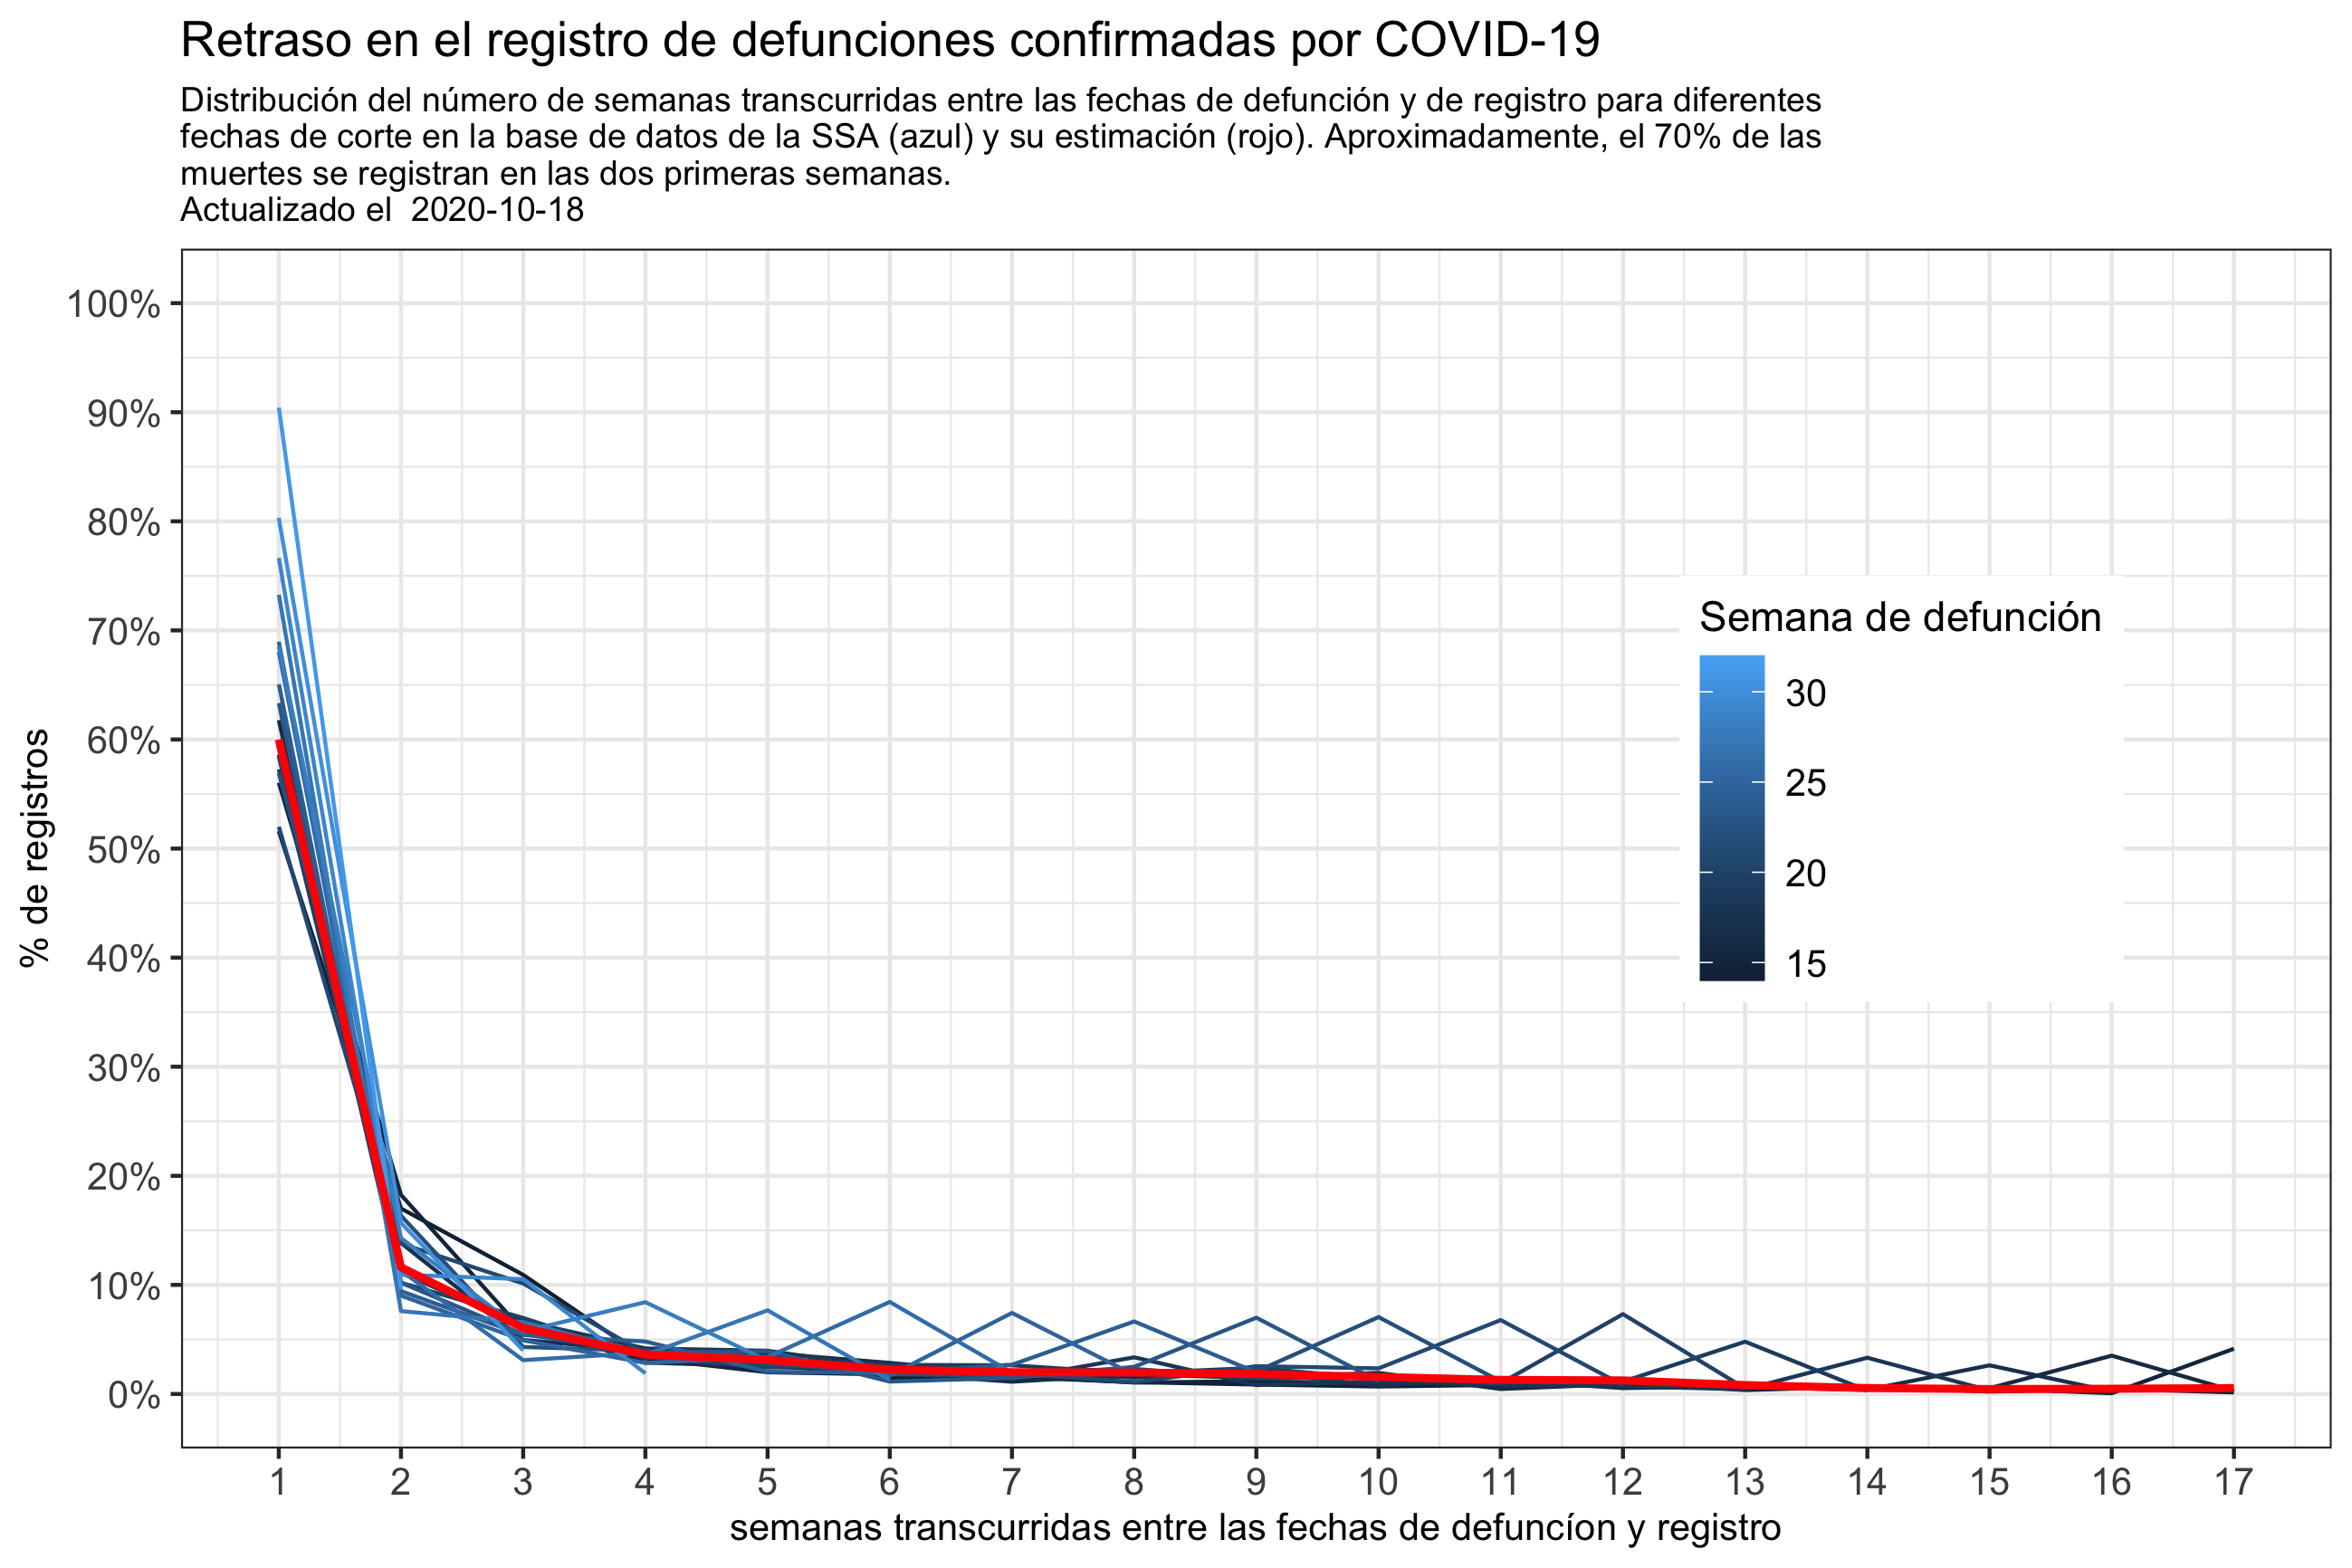 Retraso en el registro de defunciones confirmadas por COVID-19
Distribución del número de semanas transcurridas entre las fechas de defunción y de registro para diferentes
fechas de corte en la base de datos de la SSA (azul) y su estimación (rojo). Aproximadamente, el 70% de las
muertes se registran en las dos primeras semanas.
Actualizado el  2020-10-18
100%
90%
80%
70%
60%
50%
40%
30%
20%
10%
0%
% de registros
Semana de defunción
30
25
20
15
1 2 3 4 5 6 7 8 9 10 11 12 13 14 15 16 17
semanas transcurridas entre las fechas de defuncíon y registro